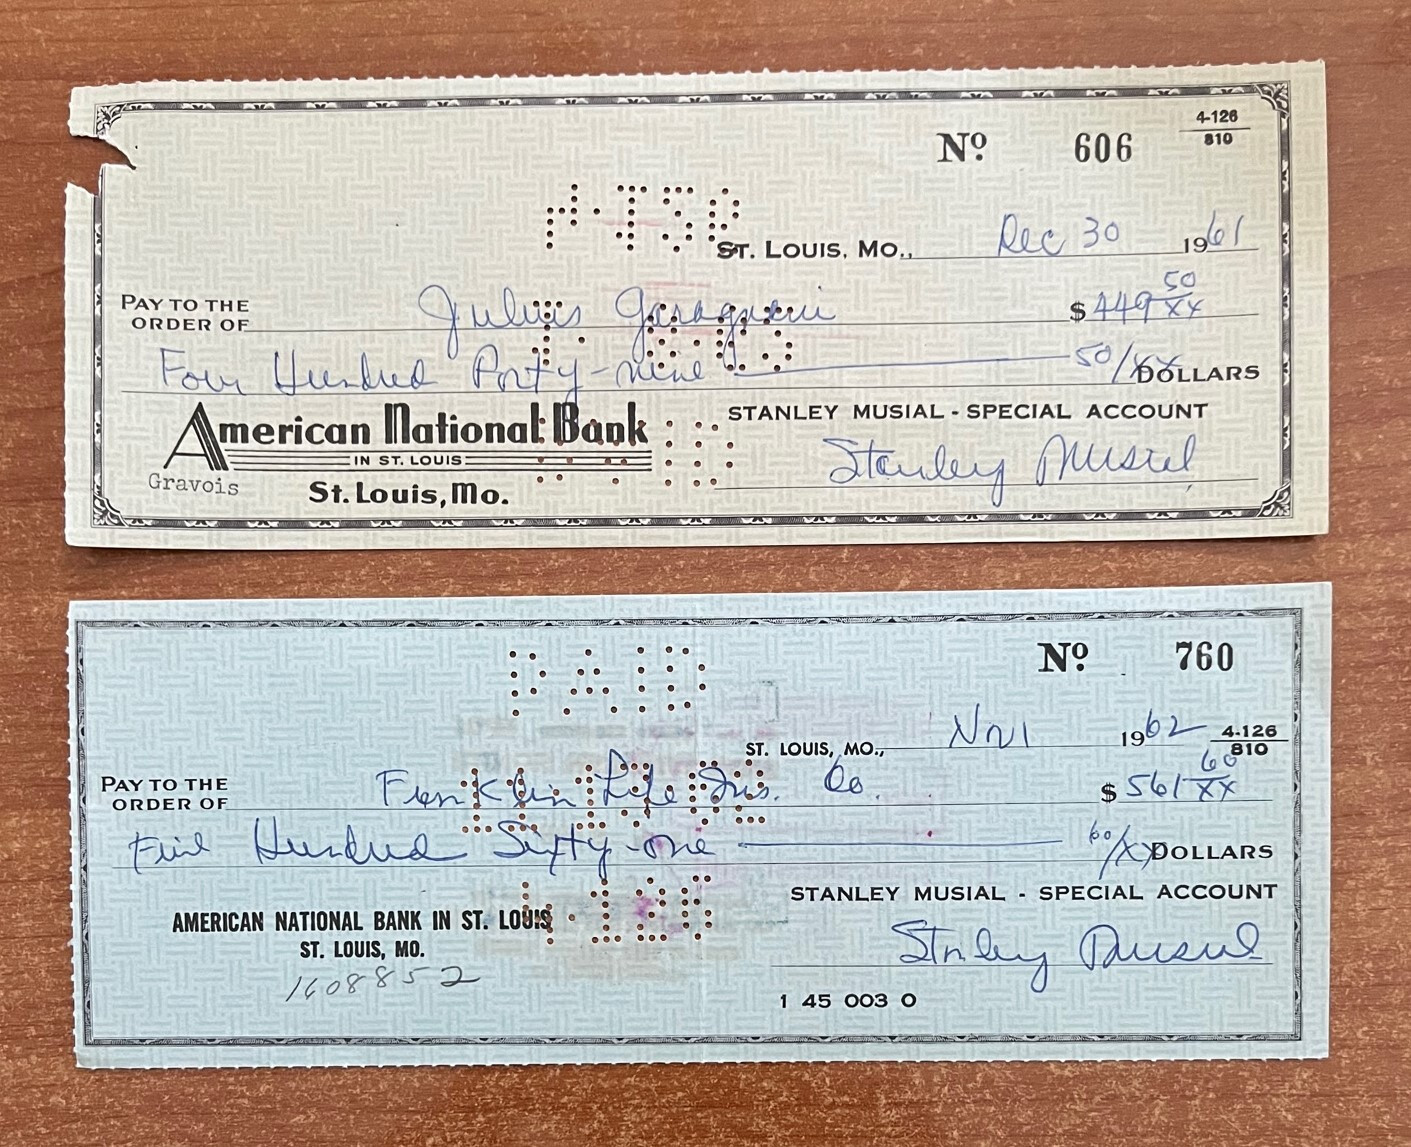 4-126
810
Nº 606
St. Louis, Mo., Dec 30 1961
PAY TO THE
ORDER OF Julius Garagnani $ 449 50/XX
Four Hundred Forty-nine 50/XX DOLLARS
American National Bank
IN ST. LOUIS
Gravois
St. Louis, Mo.
STANLEY MUSIAL - SPECIAL ACCOUNT
Stanley Musial
Nº 760
PAID
ST. LOUIS, MO., Nov 1 1962
4-126
810
PAY TO THE
ORDER OF Franklin Life Ins. Co. $ 561 60/XX
Five Hundred Sixty-one 60/XX DOLLARS
STANLEY MUSIAL - SPECIAL ACCOUNT
AMERICAN NATIONAL BANK IN ST. LOUIS
ST. LOUIS, MO.
Stanley Musial
1608852
1 45 003 0